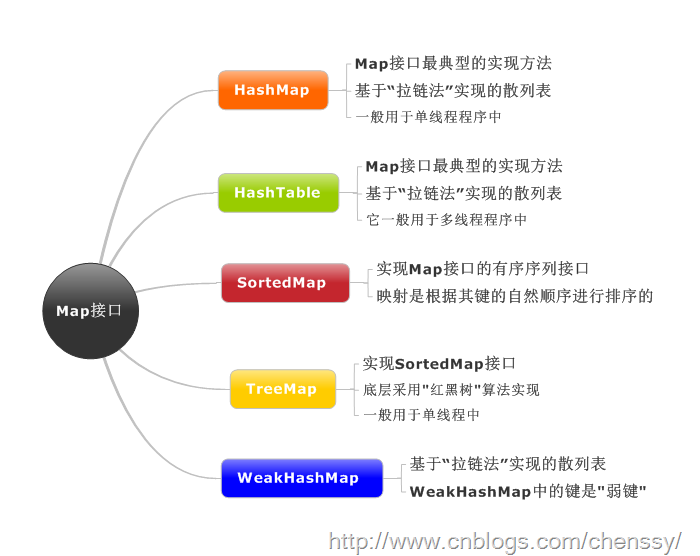 Map接口
HashMap
Map接口最典型的实现方法
基于“拉链法”实现的散列表
一般用于单线程程序中
HashTable
Map接口最典型的实现方法
基于“拉链法”实现的散列表
它一般用于多线程程序中
SortedMap
实现Map接口的有序序列接口
映射是根据其键的自然顺序进行排序的
TreeMap
实现SortedMap接口
底层采用"红黑树"算法实现
一般用于单线程中
WeakHashMap
基于“拉链法”实现的散列表
WeakHashMap中的键是"弱键"
http://www.cnblogs.com/chenssy/